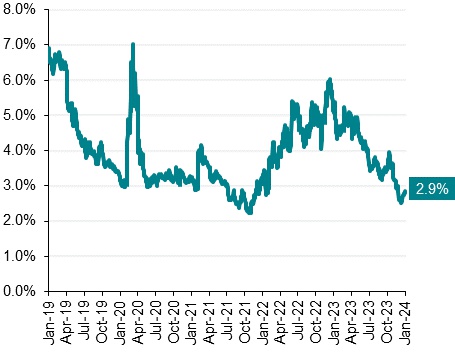 8.0%
7.0%
6.0%
5.0%
4.0%
3.0%
2.0%
1.0%
0.0%
2.9%
Jan-19
Apr-19
Jul-19
Oct-19
Jan-20
Apr-20
Jul-20
Oct-20
Jan-21
Apr-21
Jul-21
Oct-21
Jan-22
Apr-22
Jul-22
Oct-22
Jan-23
Apr-23
Jul-23
Oct-23
Jan-24